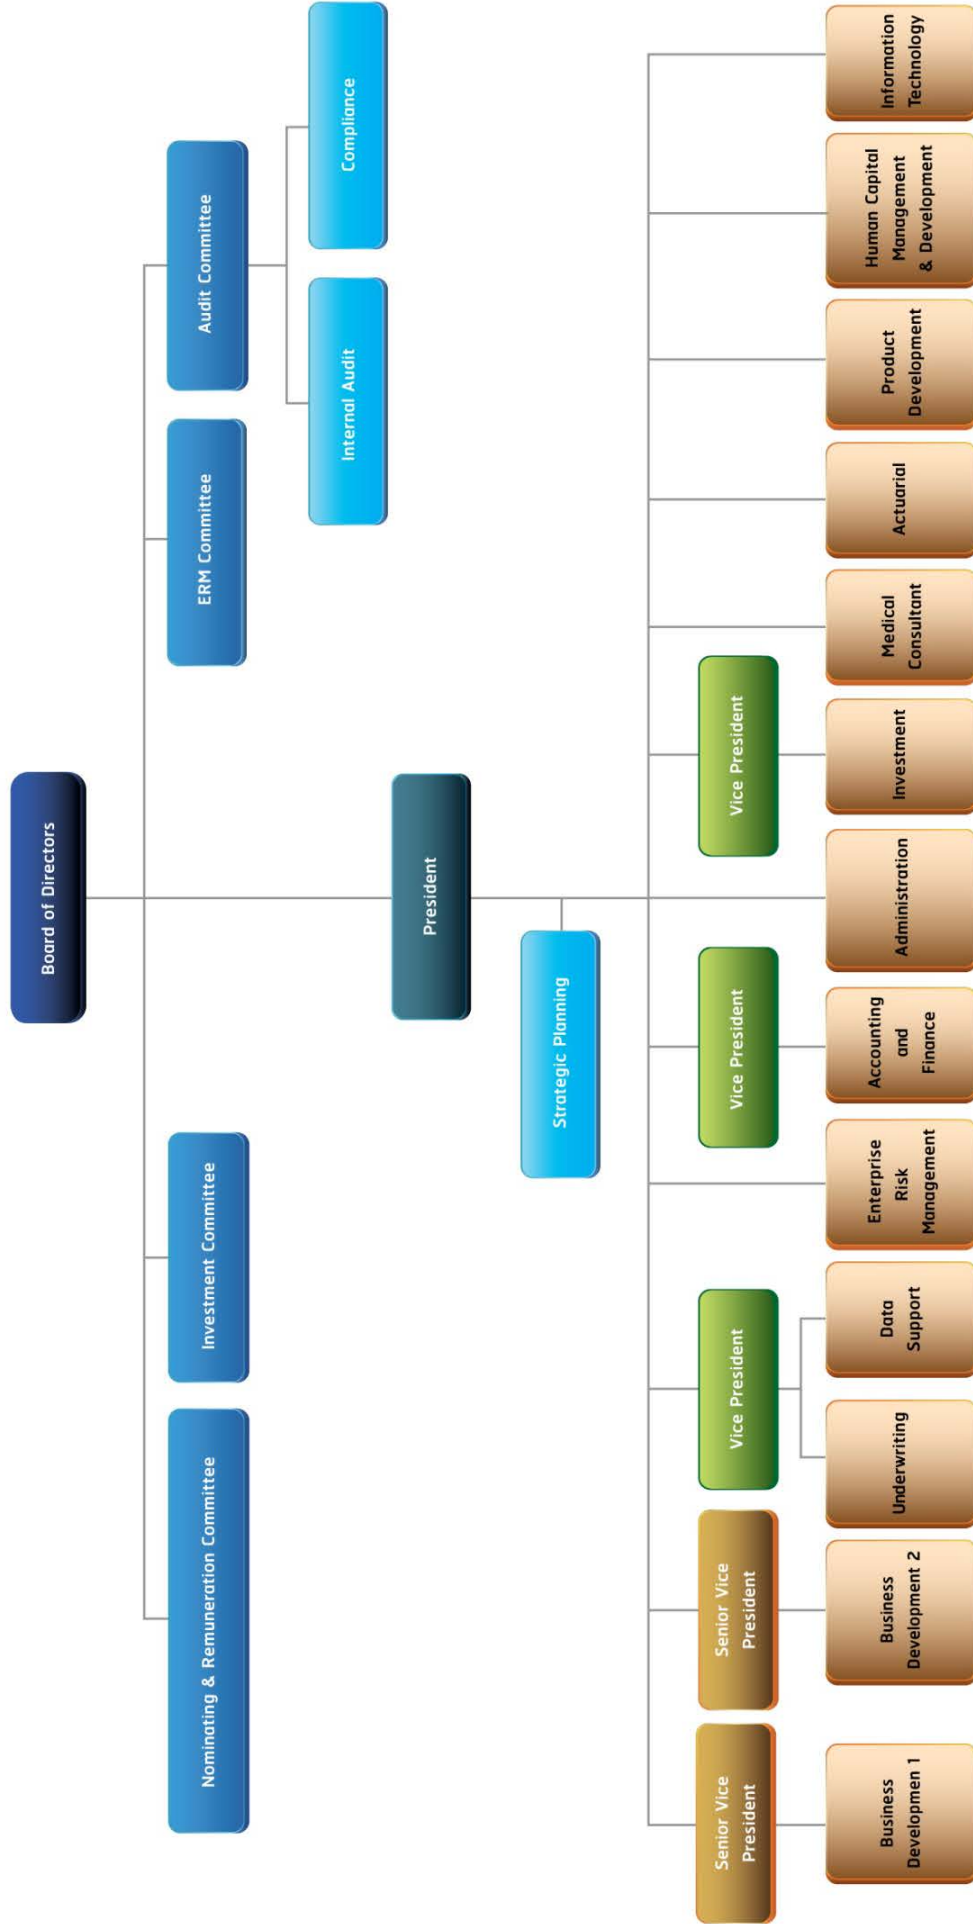 Board of Directors
Nominating & Remuneration Committee
Investment Committee
ERM Committee
Audit Committee
Internal Audit
Compliance
President
Strategic Planning
Senior Vice
President
Senior Vice
President
Vice President
Vice President
Vice President
Business
Developmen 1
Business
Development 2
Underwriting
Data
Support
Enterprise
Risk
Management
Accounting
and
Finance
Administration
Investment
Medical
Consultant
Actuarial
Product
Development
Human Capital
Management
& Development
Information
Technology